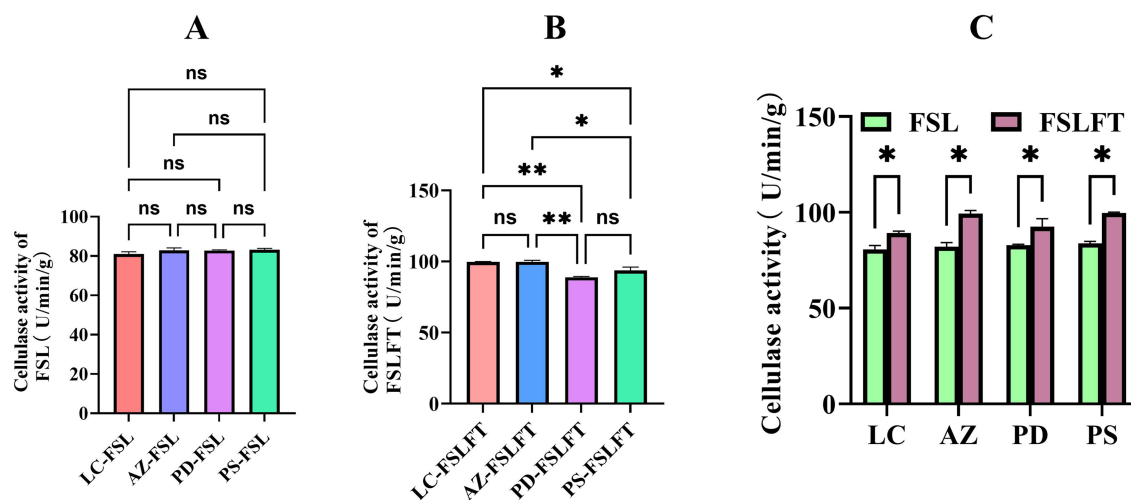 A
ns
ns
ns
ns
ns
ns
Cellulase activity of
FSL ( U/min/g)
100
80
60
40
20
0
LC-FSL
AZ-FSL
PD-FSL
PS-FSL
B
*
*
**
ns
**
ns
Cellulase activity of
FSLFT ( U/min/g)
150
100
50
0
LC-FSLFT
AZ-FSLFT
PD-FSLFT
PS-FSLFT
C
FSL
FSLFT
*
*
*
*
Cellulase activity ( U/min/g)
150
100
50
0
LC
AZ
PD
PS